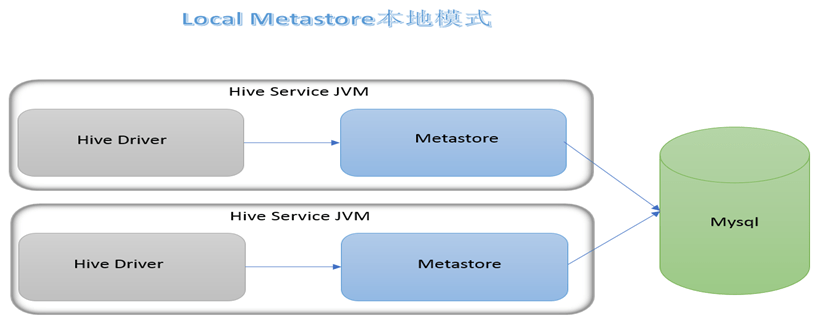 Local Metastore本地模式
Hive Service JVM
Hive Driver
Metastore
Hive Service JVM
Hive Driver
Metastore
Mysql